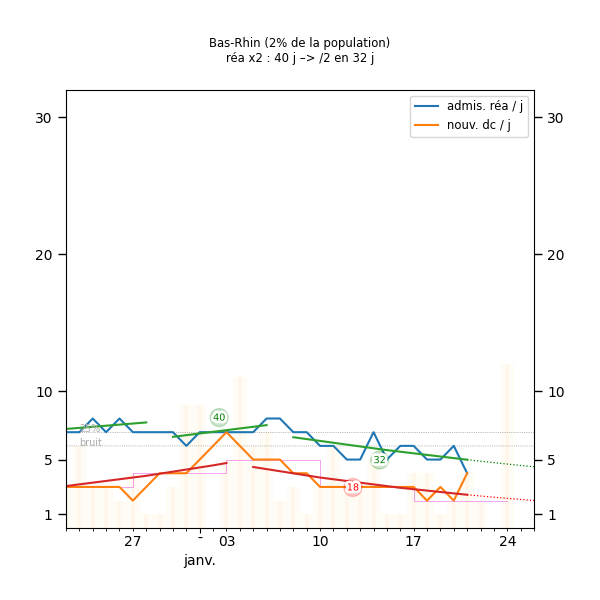 Bas-Rhin (2% de la population)
réa x2 : 40 j –> /2 en 32 j
admis. réa / j
nouv. dc / j
30 30
20 20
10 10
40
bruit
5 32 5
18
1 1
27 - 03 10 17 24
janv.